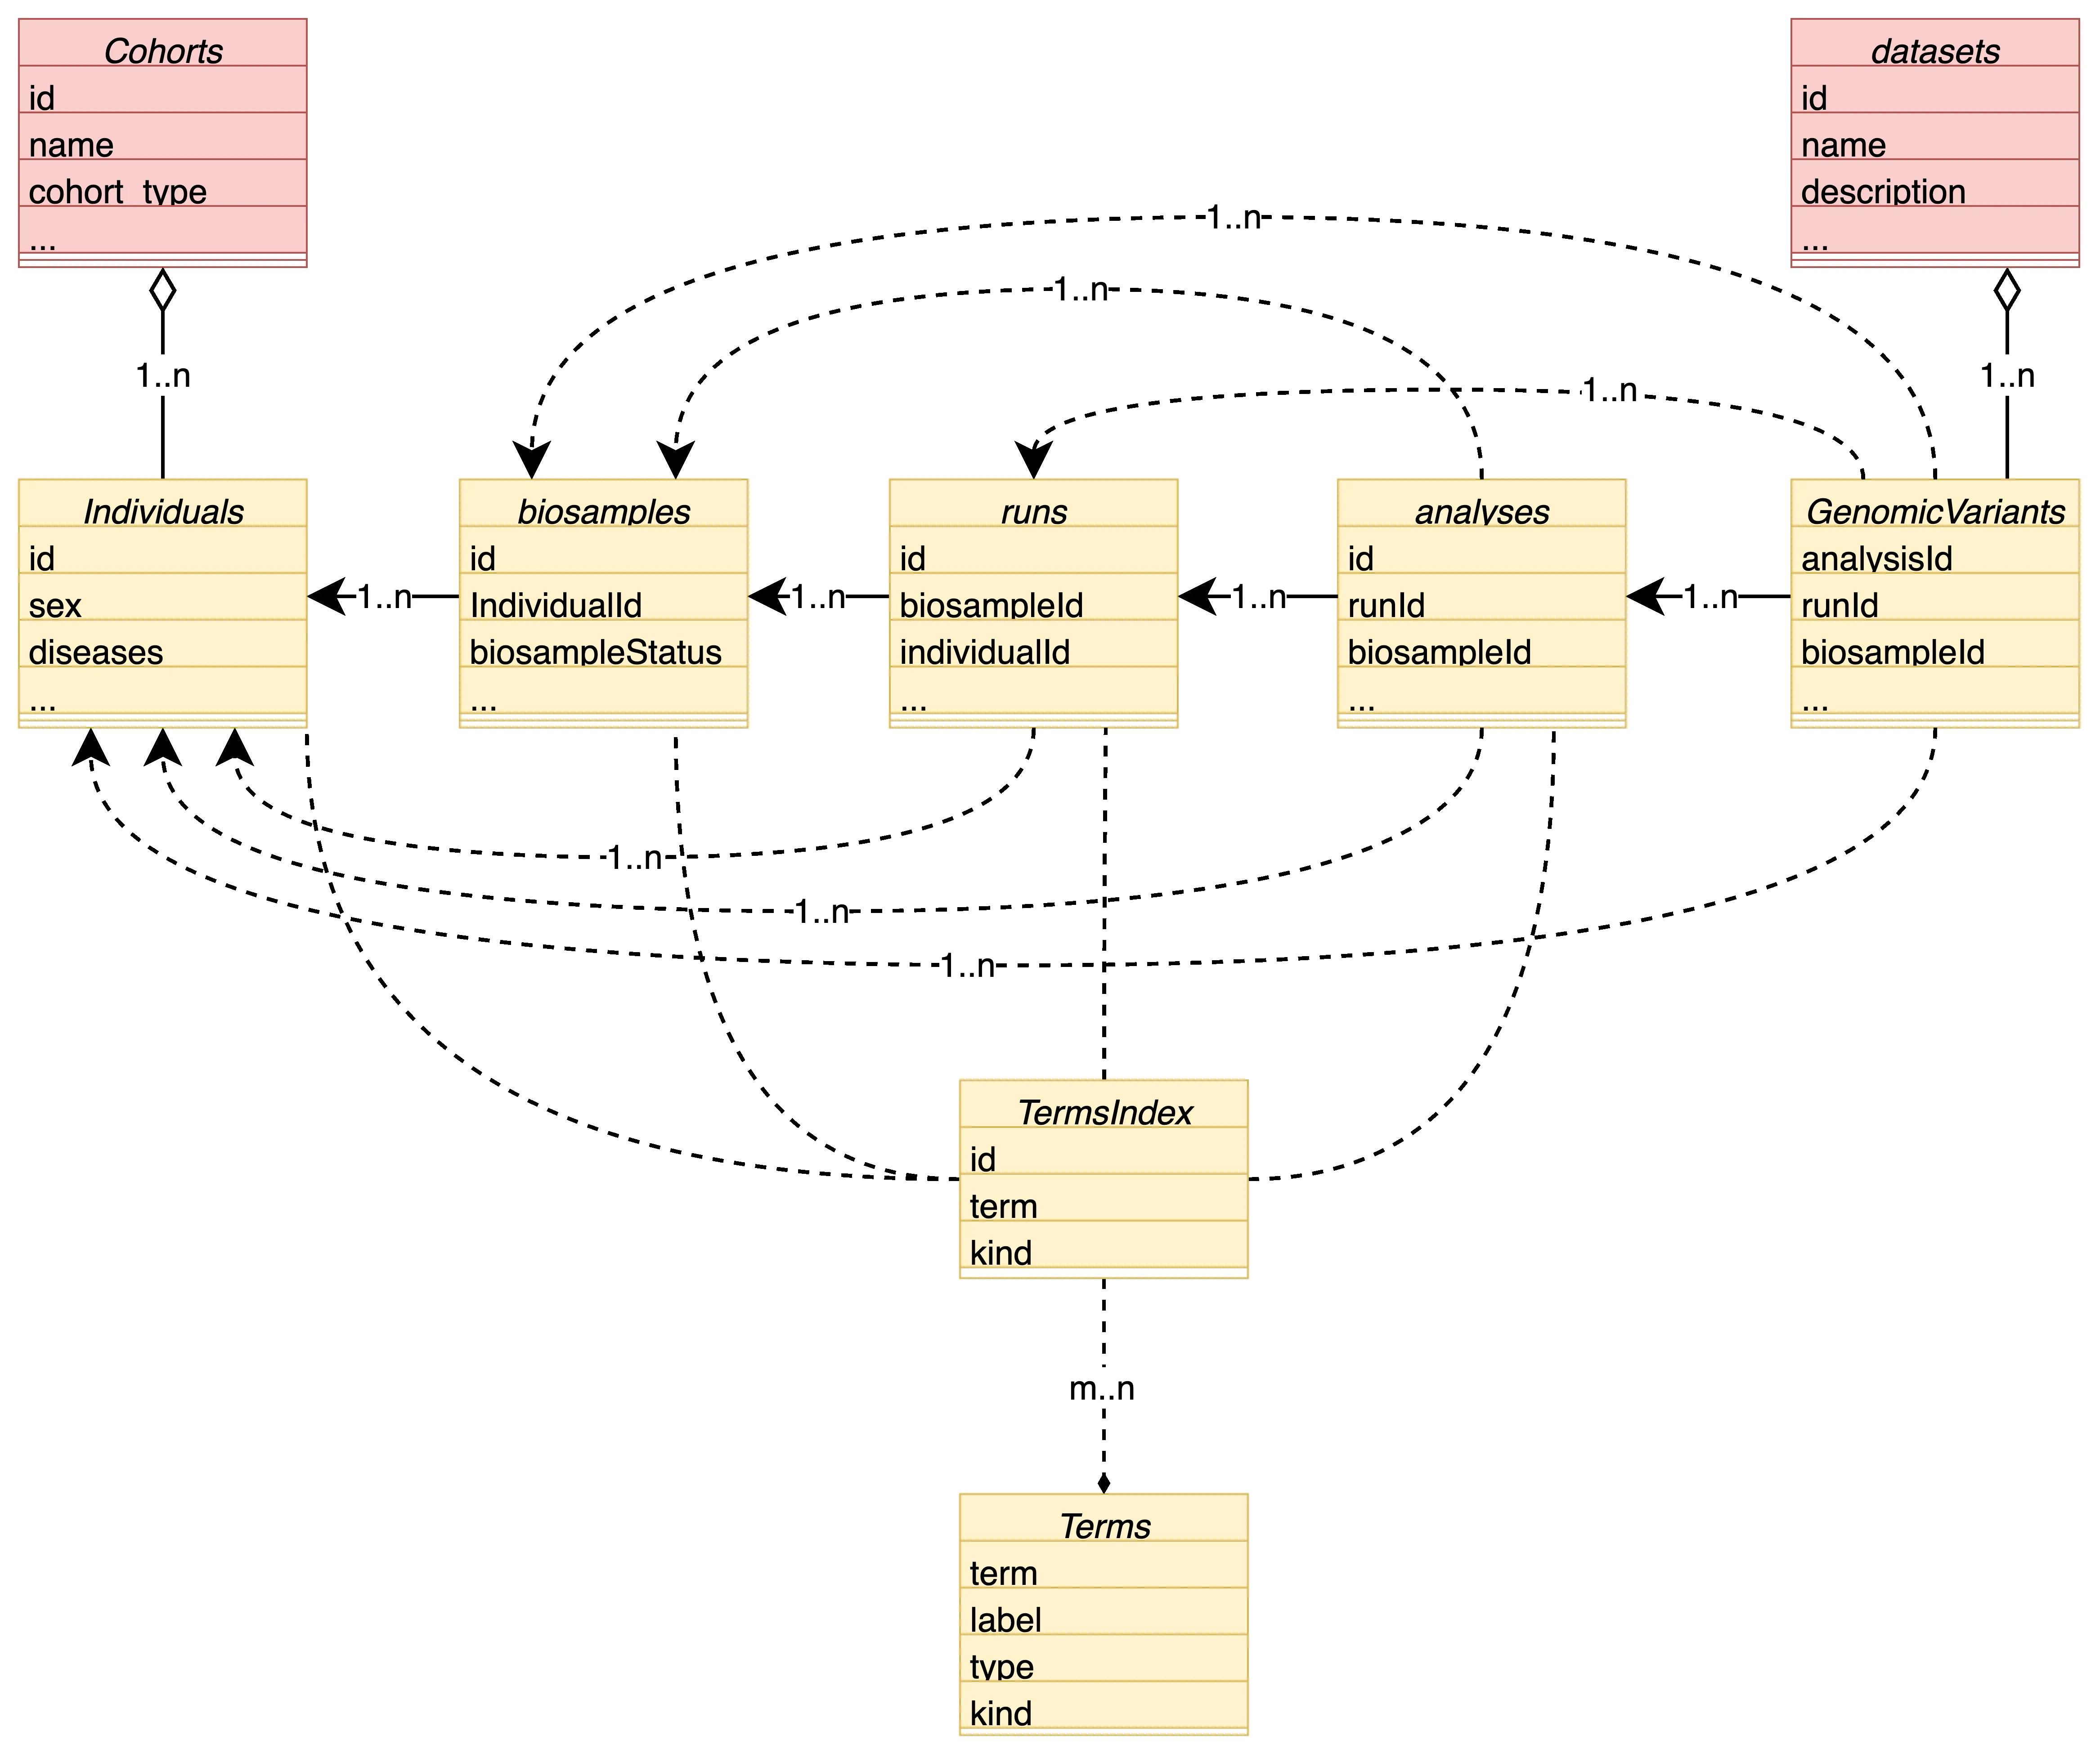 Cohorts
id
name
cohort_type
...
datasets
id
name
description
...
1..n
1..n
1..n
1..n
1..n
Individuals
id
sex
diseases
...
1..n
biosamples
id
IndividualId
biosampleStatus
...
1..n
runs
id
biosampleId
individualId
...
1..n
analyses
id
runId
biosampleId
...
1..n
GenomicVariants
analysisId
runId
biosampleId
...
1..n
1..n
1..n
TermsIndex
id
term
kind
m..n
Terms
term
label
type
kind